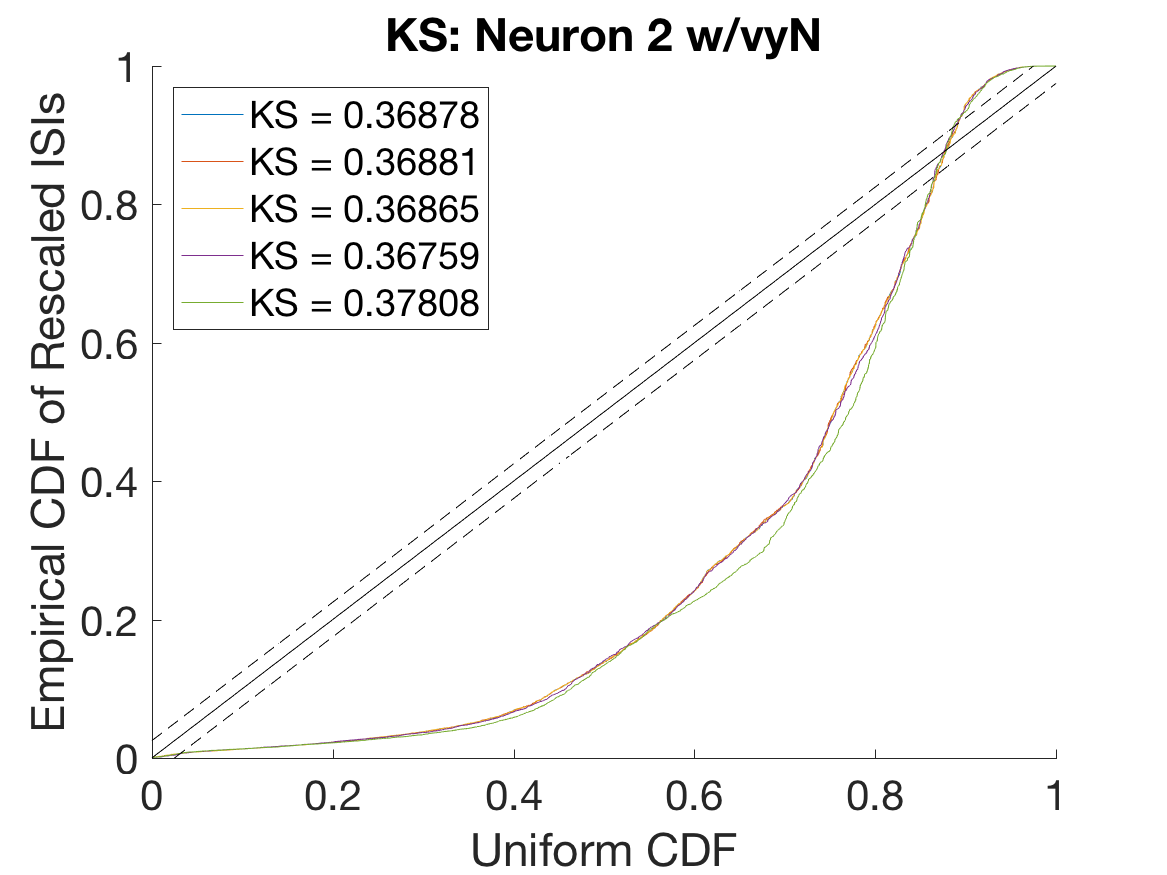 KS: Neuron 2 w/vyN
Empirical CDF of Rescaled ISIs
1
0.8
0.6
0.4
0.2
0
KS = 0.36878
KS = 0.36881
KS = 0.36865
KS = 0.36759
KS = 0.37808
0 0.2 0.4 0.6 0.8 1
Uniform CDF